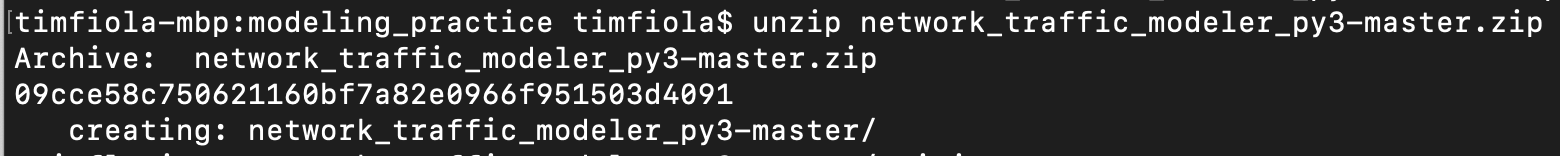 [timfiola-mbp:modeling_practice timfiola$ unzip network_traffic_modeler_py3-master.zip
Archive:  network_traffic_modeler_py3-master.zip
09cce58c750621160bf7a82e0966f951503d4091
   creating: network_traffic_modeler_py3-master/